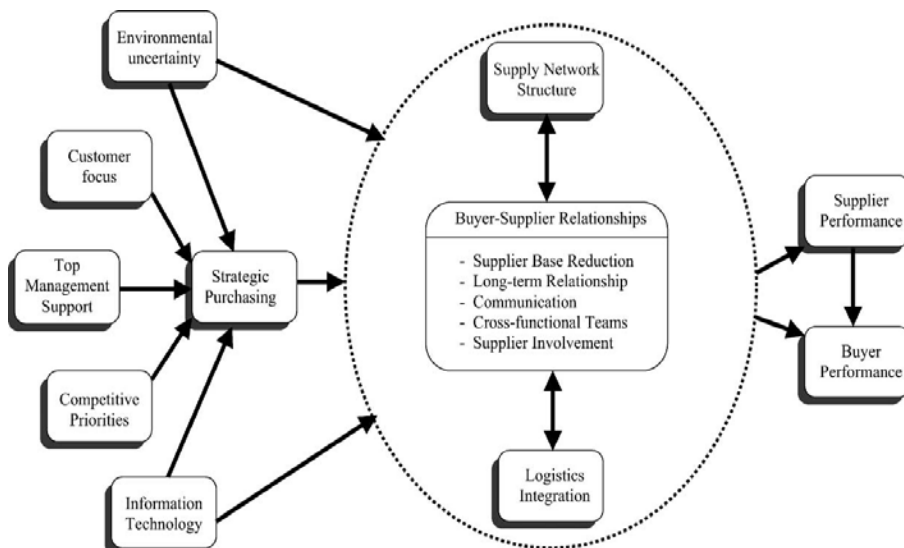 Environmental
uncertainty
Supply Network
Structure
Customer
focus
Buyer-Supplier Relationships
Supplier
Performance
Top
Management
Support
Strategic
Purchasing
- Supplier Base Reduction
- Long-term Relationship
- Communication
- Cross-functional Teams
- Supplier Involvement
Buyer
Performance
Competitive
Priorities
Logistics
Integration
Information
Technology